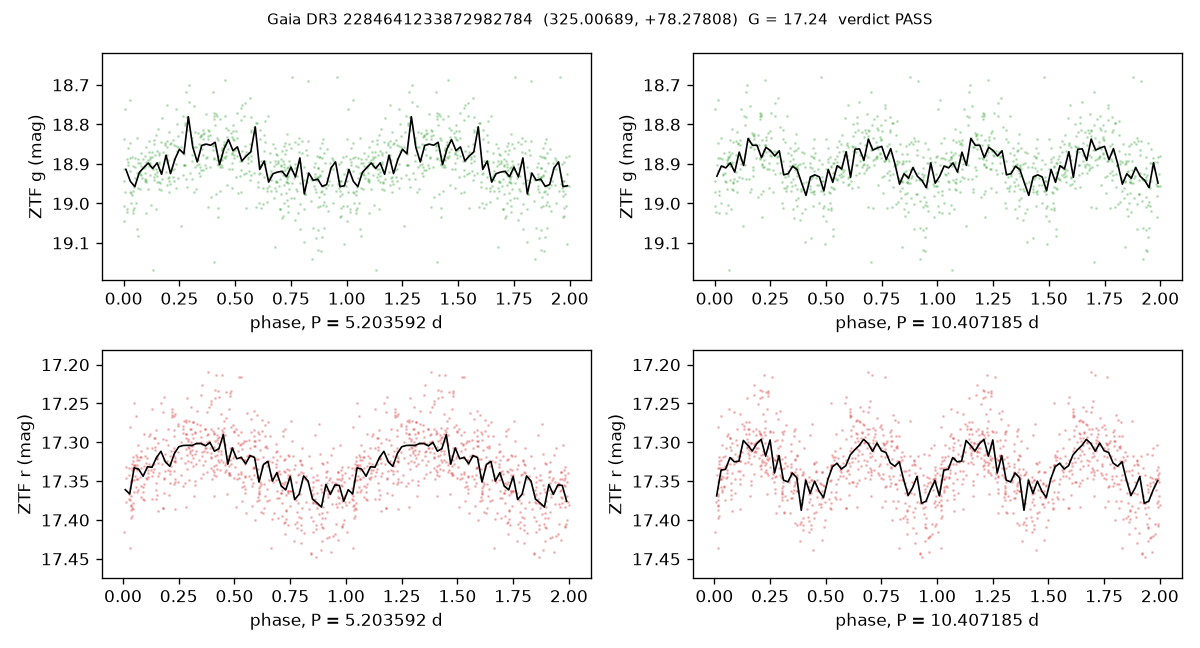 Gaia DR3 2284641233872982784 (325.00689, +78.27808) G = 17.24 verdict PASS
ZTF g (mag)
18.7
18.8
18.9
19.0
19.1
0.00 0.25 0.50 0.75 1.00 1.25 1.50 1.75 2.00
phase, P = 5.203592 d
ZTF g (mag)
18.7
18.8
18.9
19.0
19.1
0.00 0.25 0.50 0.75 1.00 1.25 1.50 1.75 2.00
phase, P = 10.407185 d
ZTF r (mag)
17.20
17.25
17.30
17.35
17.40
17.45
0.00 0.25 0.50 0.75 1.00 1.25 1.50 1.75 2.00
phase, P = 5.203592 d
ZTF r (mag)
17.20
17.25
17.30
17.35
17.40
17.45
0.00 0.25 0.50 0.75 1.00 1.25 1.50 1.75 2.00
phase, P = 10.407185 d